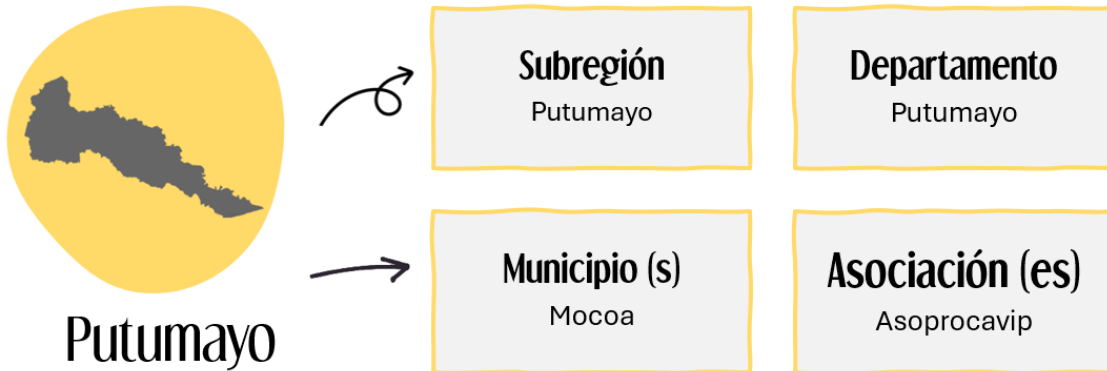 Putumayo
Subregión
Putumayo
Departamento
Putumayo
Municipio (s)
Mocoa
Asociación (es)
Asoprocavip